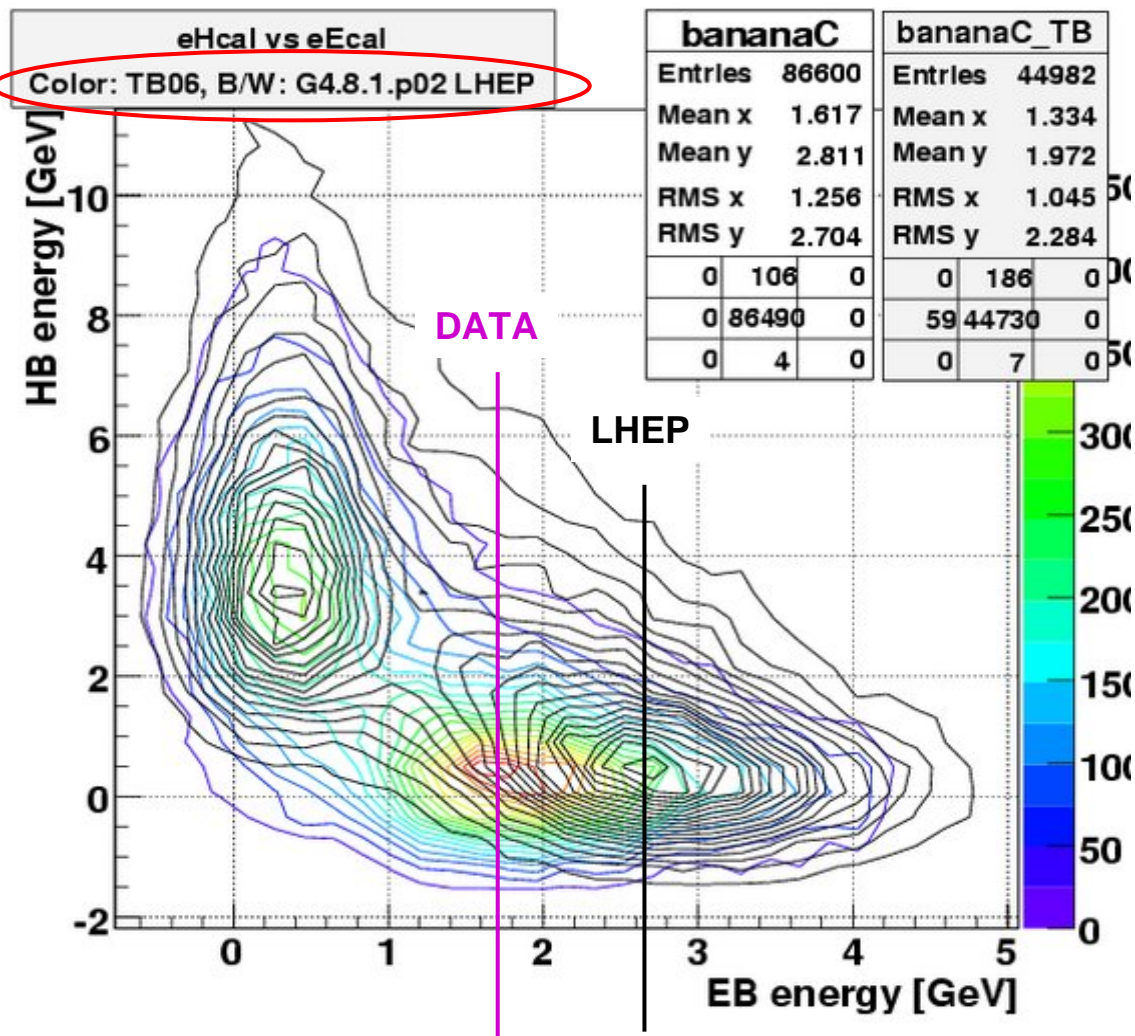 eHcal vs eEcal
Color: TB06, B/W: G4.8.1.p02 LHEP
bananaC
Entries 86600
Mean x 1.617
Mean y 2.811
RMS x 1.256
RMS y 2.704
0 106 0
0 86490 0
0 4 0
bananaC_TB
Entries 44982
Mean x 1.334
Mean y 1.972
RMS x 1.045
RMS y 2.284
0 186 0
59 44730 0
0 7 0
HB energy [GeV]
10
8
6
4
2
0
-2
DATA
LHEP
300
250
200
150
100
50
0
0 1 2 3 4 5
EB energy [GeV]